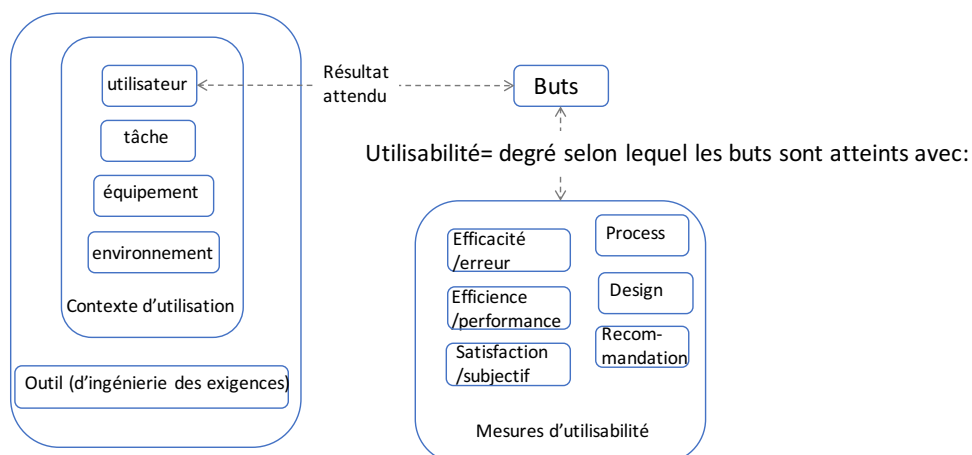 utilisateur
tâche
équipement
environnement
Contexte d’utilisation
Outil (d’ingénierie des exigences)
Résultat
attendu
Buts
Utilisabilité= degré selon lequel les buts sont atteints avec:
Efficacité
/erreur
Efficience
/performance
Satisfaction
/subjectif
Process
Design
Recom-
mandation
Mesures d’utilisabilité